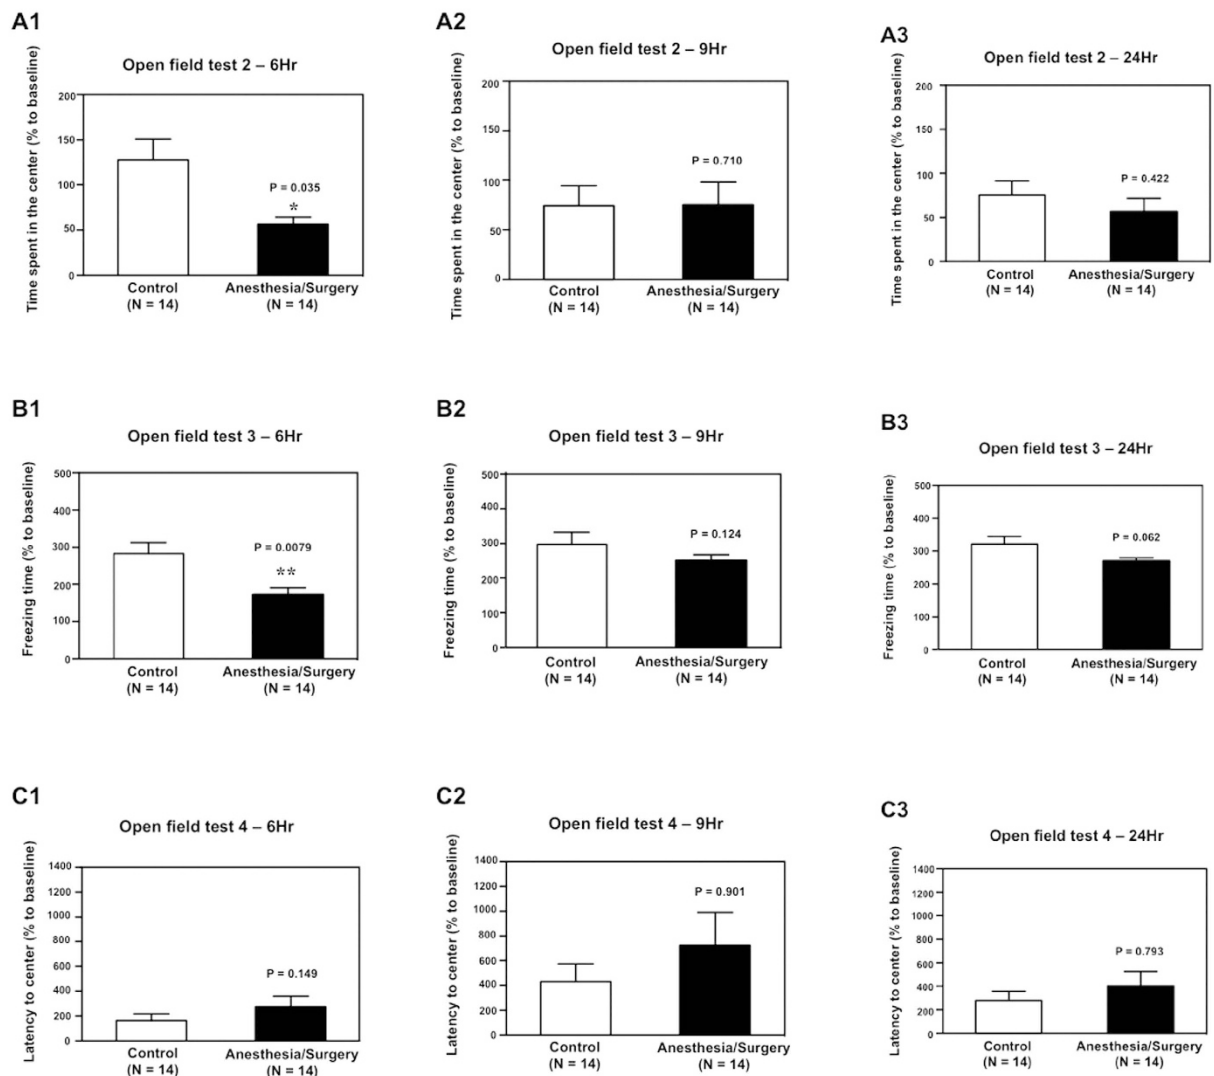 A1
Open field test 2 – 6Hr
Time spent in the center (% to baseline)
200
150
100
50
0
P = 0.035
*
Control
(N = 14)
Anesthesia/Surgery
(N = 14)
A2
Open field test 2 – 9Hr
Time spent in the center (% to baseline)
200
150
100
50
0
P = 0.710
Control
(N = 14)
Anesthesia/Surgery
(N = 14)
A3
Open field test 2 – 24Hr
Time spent in the center (% to baseline)
200
150
100
50
0
P = 0.422
Control
(N = 14)
Anesthesia/Surgery
(N = 14)
B1
Open field test 3 – 6Hr
Freezing time (% to baseline)
500
400
300
200
100
0
P = 0.0079
**
Control
(N = 14)
Anesthesia/Surgery
(N = 14)
B2
Open field test 3 – 9Hr
Freezing time (% to baseline)
500
400
300
200
100
0
P = 0.124
Control
(N = 14)
Anesthesia/Surgery
(N = 14)
B3
Open field test 3 – 24Hr
Freezing time (% to baseline)
500
400
300
200
100
0
P = 0.062
Control
(N = 14)
Anesthesia/Surgery
(N = 14)
C1
Open field test 4 – 6Hr
Latency to center (% to baseline)
1400
1200
1000
800
600
400
200
0
P = 0.149
Control
(N = 14)
Anesthesia/Surgery
(N = 14)
C2
Open field test 4 – 9Hr
Latency to center (% to baseline)
1400
1200
1000
800
600
400
200
0
P = 0.901
Control
(N = 14)
Anesthesia/Surgery
(N = 14)
C3
Open field test 4 – 24Hr
Latency to center (% to baseline)
1400
1200
1000
800
600
400
200
0
P = 0.793
Control
(N = 14)
Anesthesia/Surgery
(N = 14)